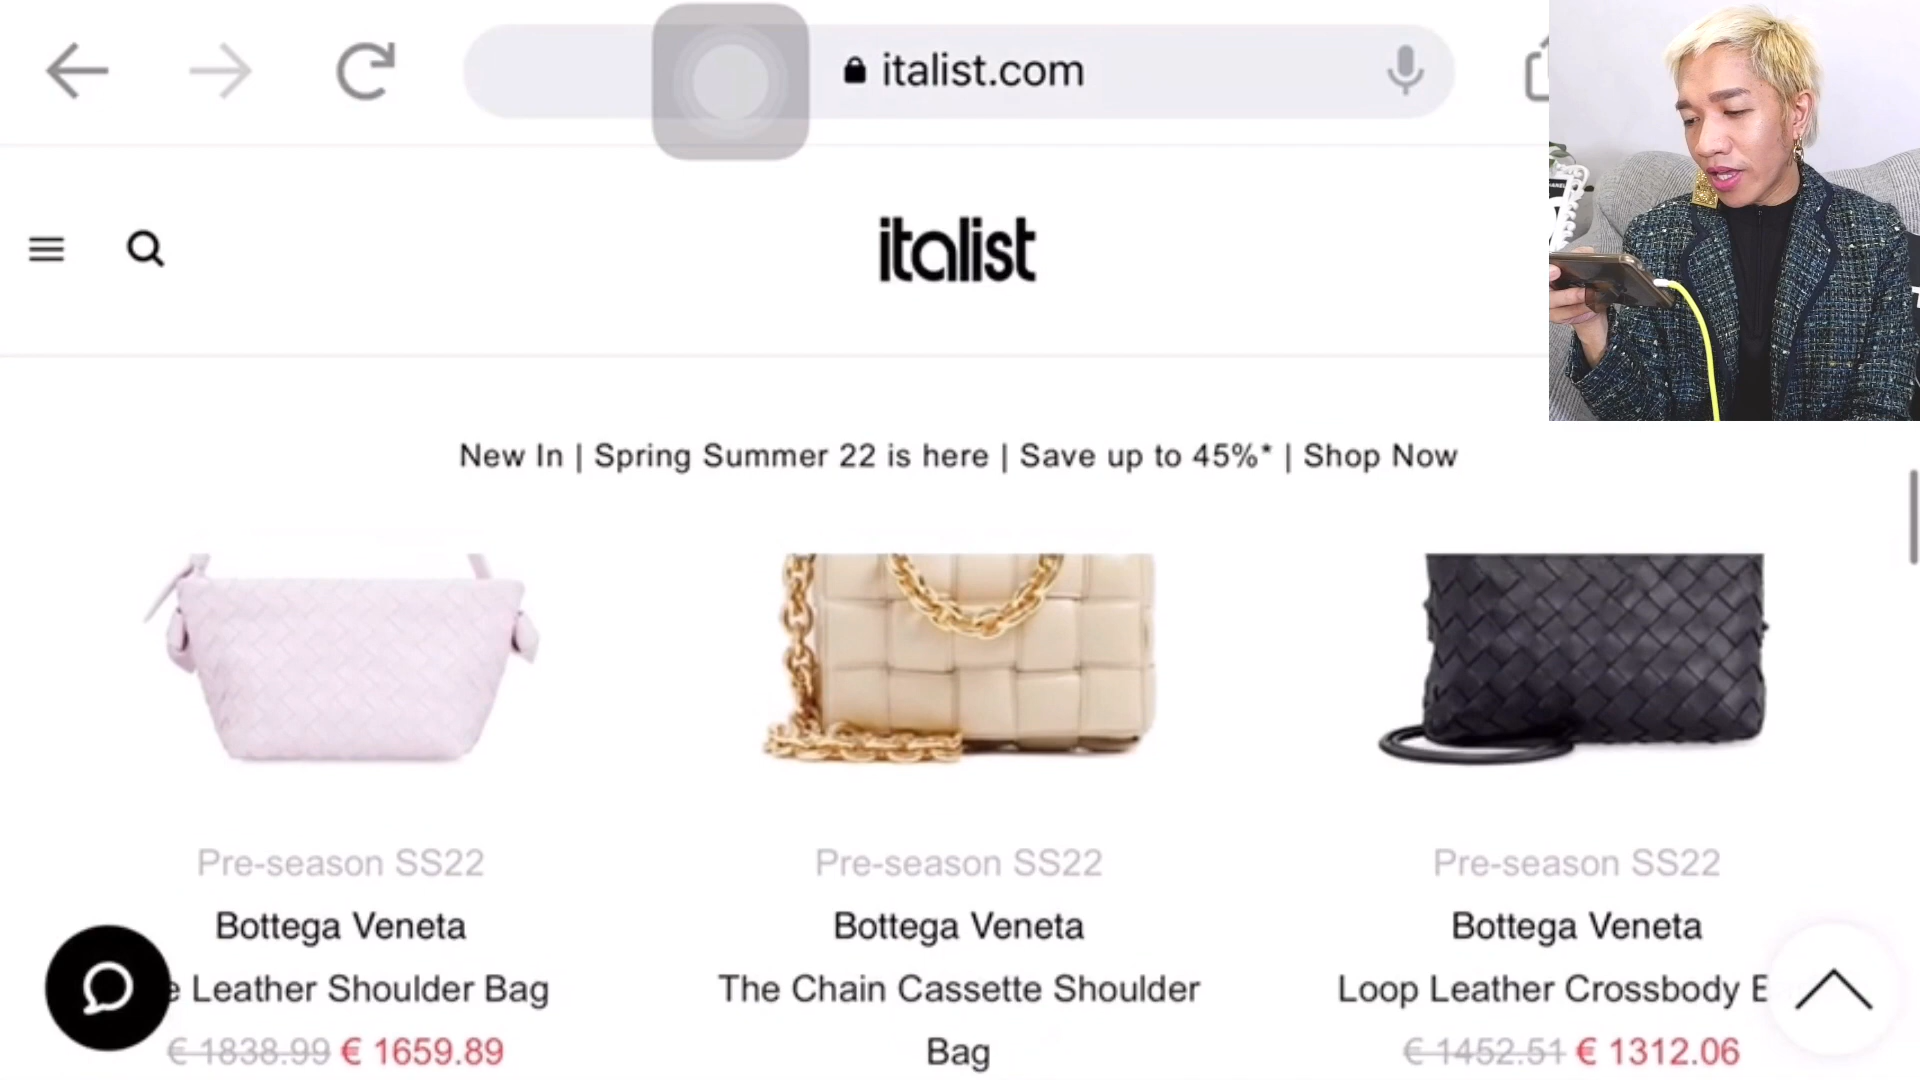 italist.com
italist
New In | Spring Summer 22 is here | Save up to 45%* | Shop Now
Pre-season SS22
Bottega Veneta
e Leather Shoulder Bag
€ 1838.99 € 1659.89
Pre-season SS22
Bottega Veneta
The Chain Cassette Shoulder
Bag
Pre-season SS22
Bottega Veneta
Loop Leather Crossbody
€ 1452.51 € 1312.06